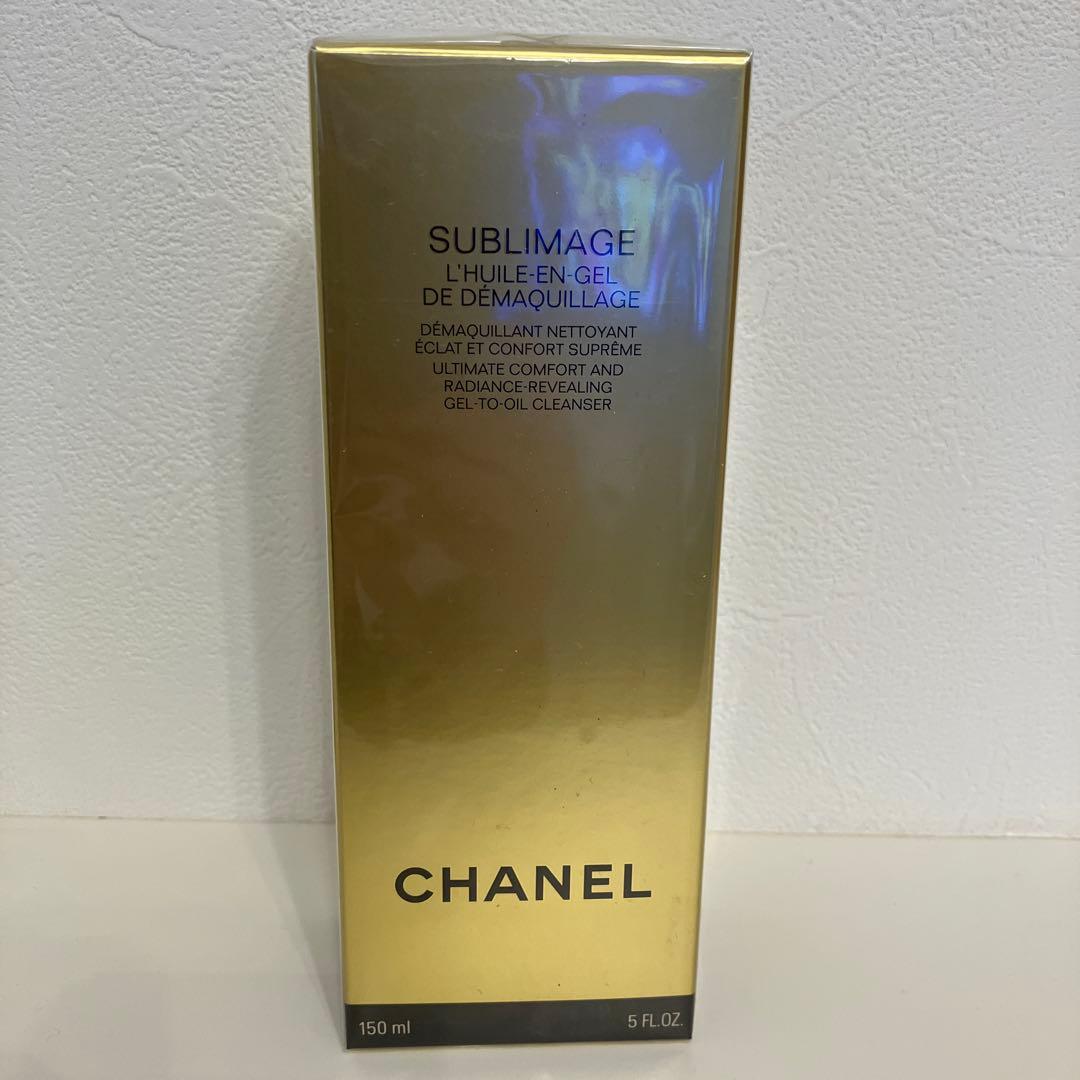 SUBLIMAGE
L'HUILE-EN-GEL
DE DÉMAQUILLAGE
DÉMAQUILLANT NETTOYANT
ÉCLAT ET CONFORT SUPRÊME
ULTIMATE COMFORT AND
RADIANCE-REVEALING
GEL-TO-OIL CLEANSER
CHANEL
150 ml
5 FL.OZ.